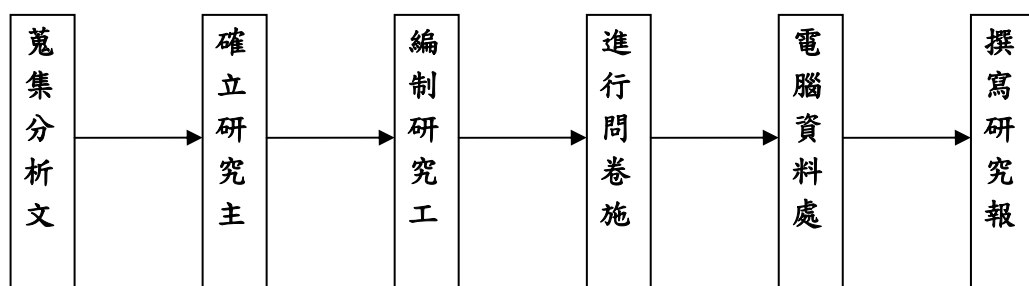 蒐集分析文
確立研究主
編制研究工
進行問卷施
電腦資料處
撰寫研究報